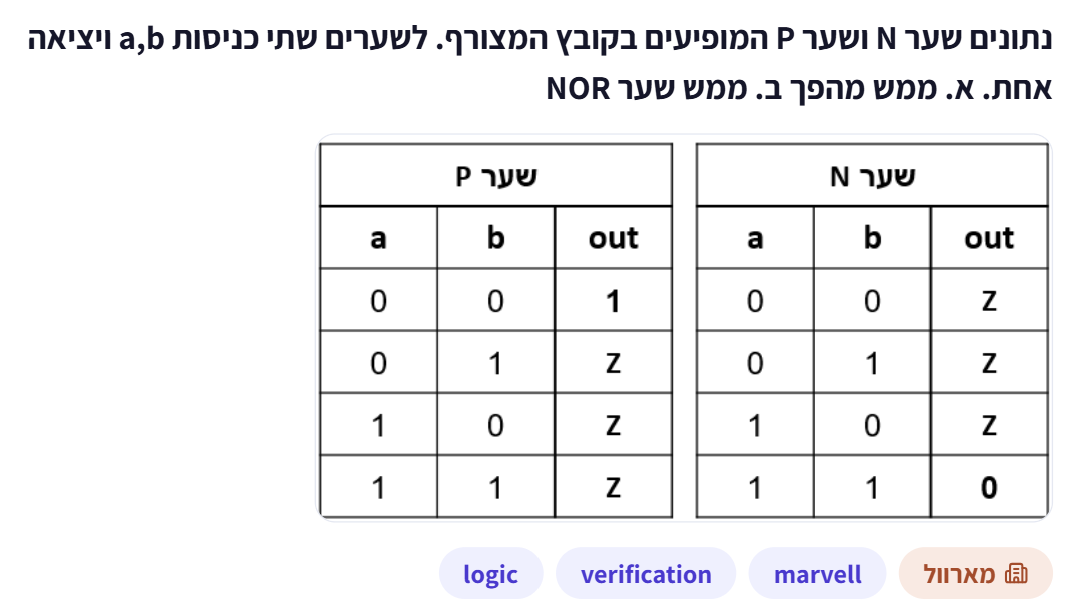 נתונים שער N ושער P המופיעים בקובץ המצורף. לשערים שתי כניסות a,b ויציאה
אחת. א. ממש מהפך ב. ממש שער NOR
שער P
a b out
0 0 1
0 1 Z
1 0 Z
1 1 Z
שער N
a b out
0 0 Z
0 1 Z
1 0 Z
1 1 0
מארוול
marvell
verification
logic